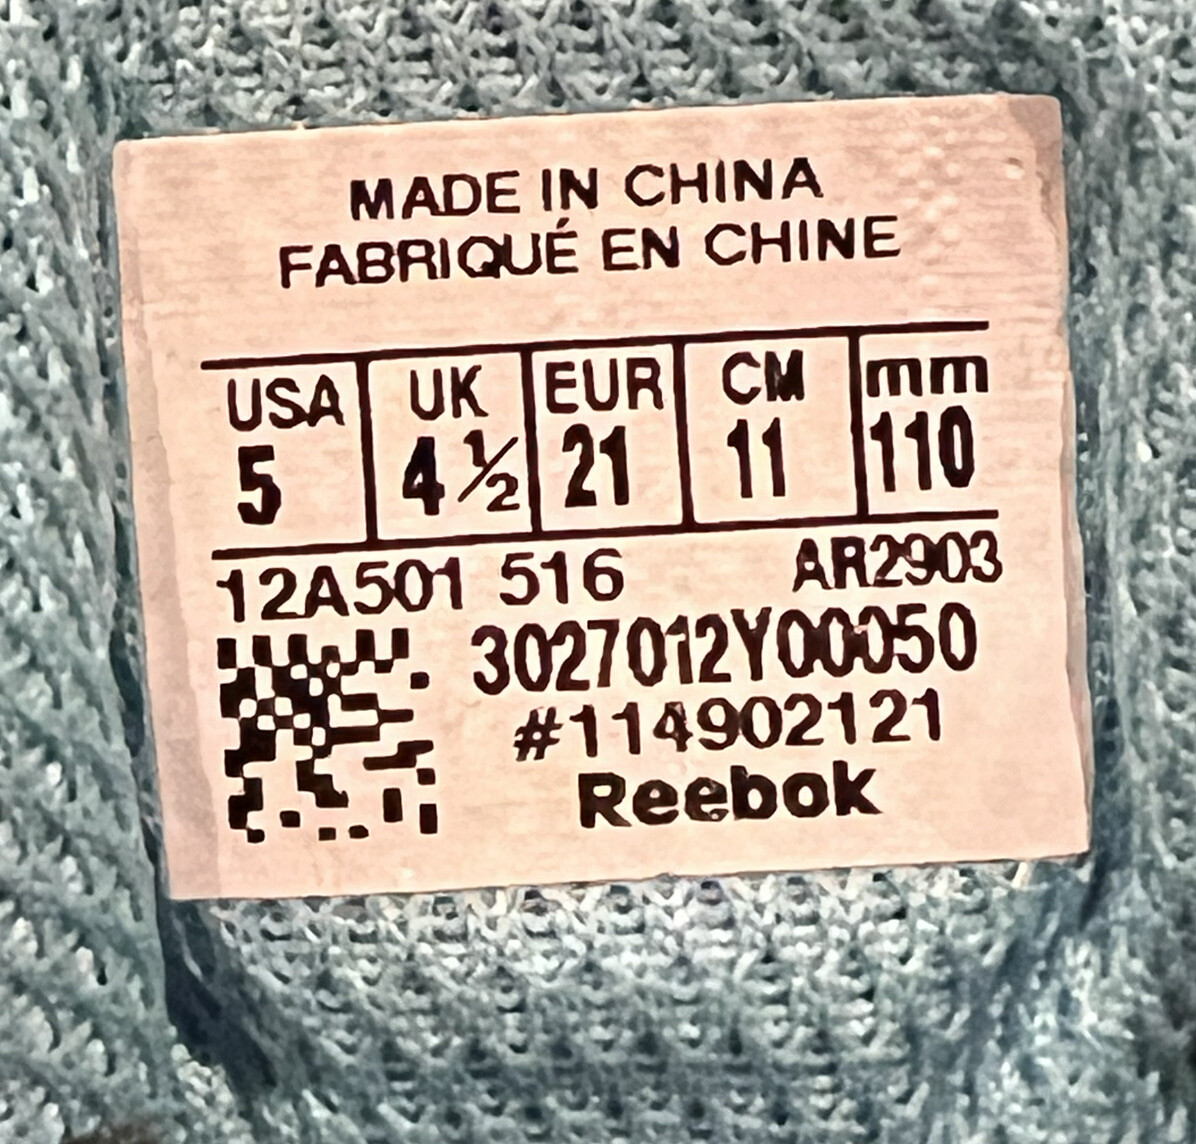 MADE IN CHINA
FABRIQUÉ EN CHINE
USA UK EUR CM mm
5 4 ½ 21 11 110
12A501 516 AR2903
3027012Y00050
#114902121
Reebok